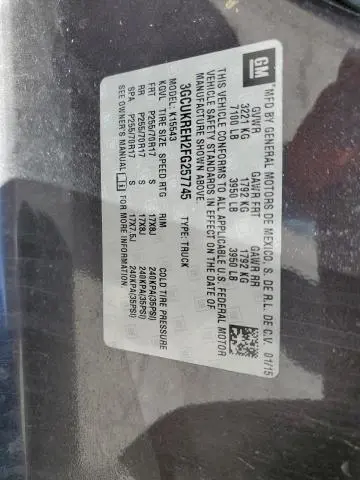 GM
MFD BY GENERAL MOTORS DE MEXICO, S. DE R.L. DE C.V. 01/15
GVWR GAWR FRT GAWR RR
3221 KG 1792 KG 1792 KG
7100 LB 3950 LB 3950 LB
THIS VEHICLE CONFORMS TO ALL APPLICABLE U.S. FEDERAL MOTOR
VEHICLE SAFETY STANDARDS IN EFFECT ON THE DATE OF
MANUFACTURE SHOWN ABOVE.
3GCUKREH2FG257745 TYPE: TRUCK
MODEL: K15543
KQVL TIRE SIZE SPEED RTG RIM COLD TIRE PRESSURE
FRT P255/70R17 S 17X8J 240KPA(35PSI)
RR P255/70R17 S 17X8J 240KPA(35PSI)
SPA P255/70R17 S 17X7.5J 240KPA(35PSI)
SEE OWNER'S MANUAL